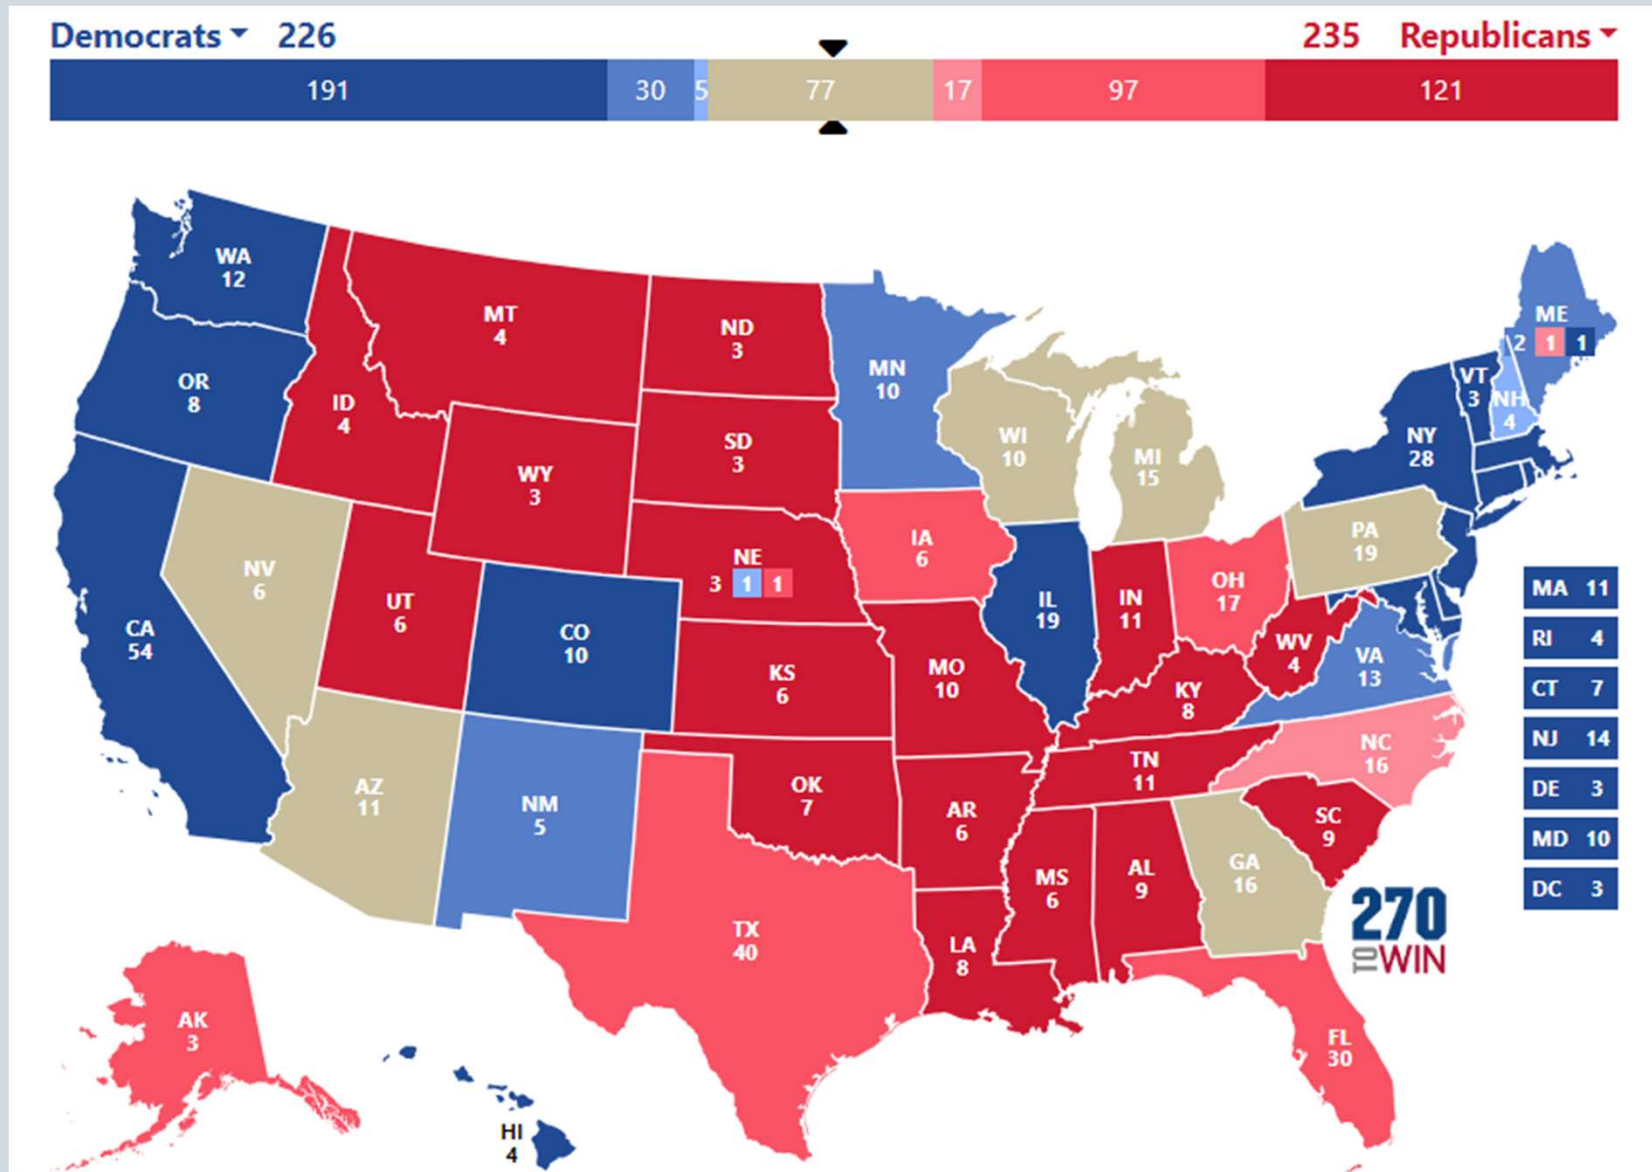 Democrats 226
235 Republicans
191 30 5 77 17 97 121
WA
12
OR
8
CA
54
NV
6
ID
4
MT
4
WY
3
UT
6
AZ
11
CO
10
NM
5
ND
3
SD
3
NE
3 1 1
KS
6
OK
7
TX
40
MN
10
IA
6
MO
10
AR
6
LA
8
WI
10
IL
19
MI
15
IN
11
OH
17
KY
8
TN
11
MS
6
AL
9
GA
16
FL
30
SC
9
NC
16
VA
13
WV
4
PA
19
NY
28
VT
3
NH
4
ME
2 1 1
MA 11
RI 4
CT 7
NJ 14
DE 3
MD 10
DC 3
AK
3
HI
4
270
TO WIN